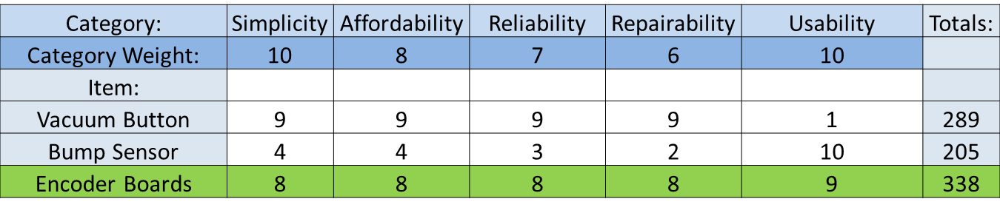 Category: Simplicity Affordability Reliability Repairability Usability Totals:
Category Weight: 10 8 7 6 10
Item:
Vacuum Button 9 9 9 9 1 289
Bump Sensor 4 4 3 2 10 205
Encoder Boards 8 8 8 8 9 338